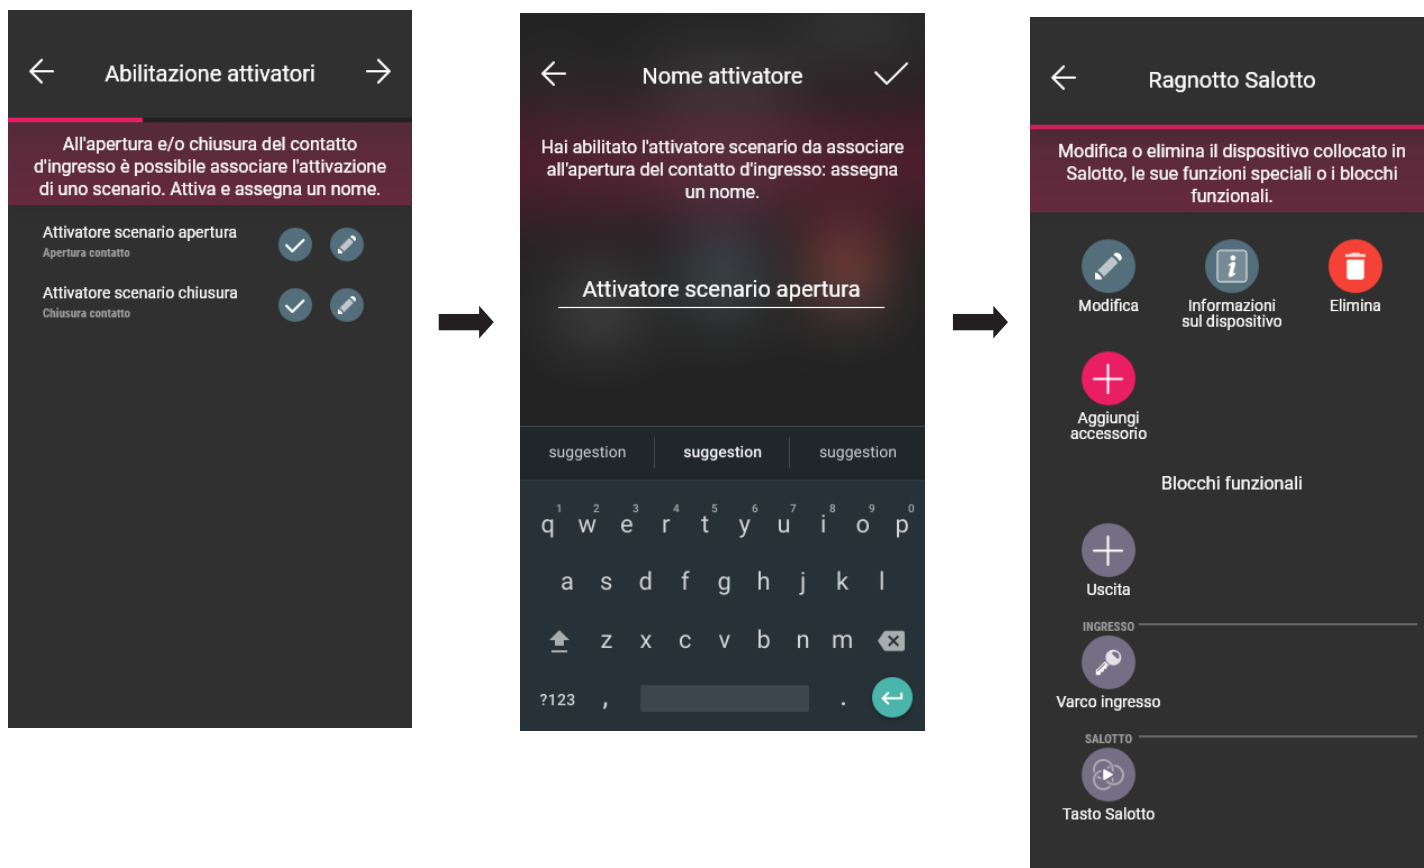 Abilitazione attivatori
All'apertura e/o chiusura del contatto
d'ingresso è possibile associare l'attivazione
di uno scenario. Attiva e assegna un nome.
Attivatore scenario apertura
Apertura contatto
Attivatore scenario chiusura
Chiusura contatto
Nome attivatore
Hai abilitato l'attivatore scenario da associare
all'apertura del contatto d'ingresso: assegna
un nome.
Attivatore scenario apertura
suggestion suggestion suggestion
1 2 3 4 5 6 7 8 9 0
q w e r t y u i o p
a s d f g h j k l
z x c v b n m
?123 , .
Ragnotto Salotto
Modifica o elimina il dispositivo collocato in
Salotto, le sue funzioni speciali o i blocchi
funzionali.
Modifica
Informazioni
sul dispositivo
Elimina
Aggiungi
accessorio
Blocchi funzionali
Uscita
INGRESSO
Varco ingresso
SALOTTO
Tasto Salotto